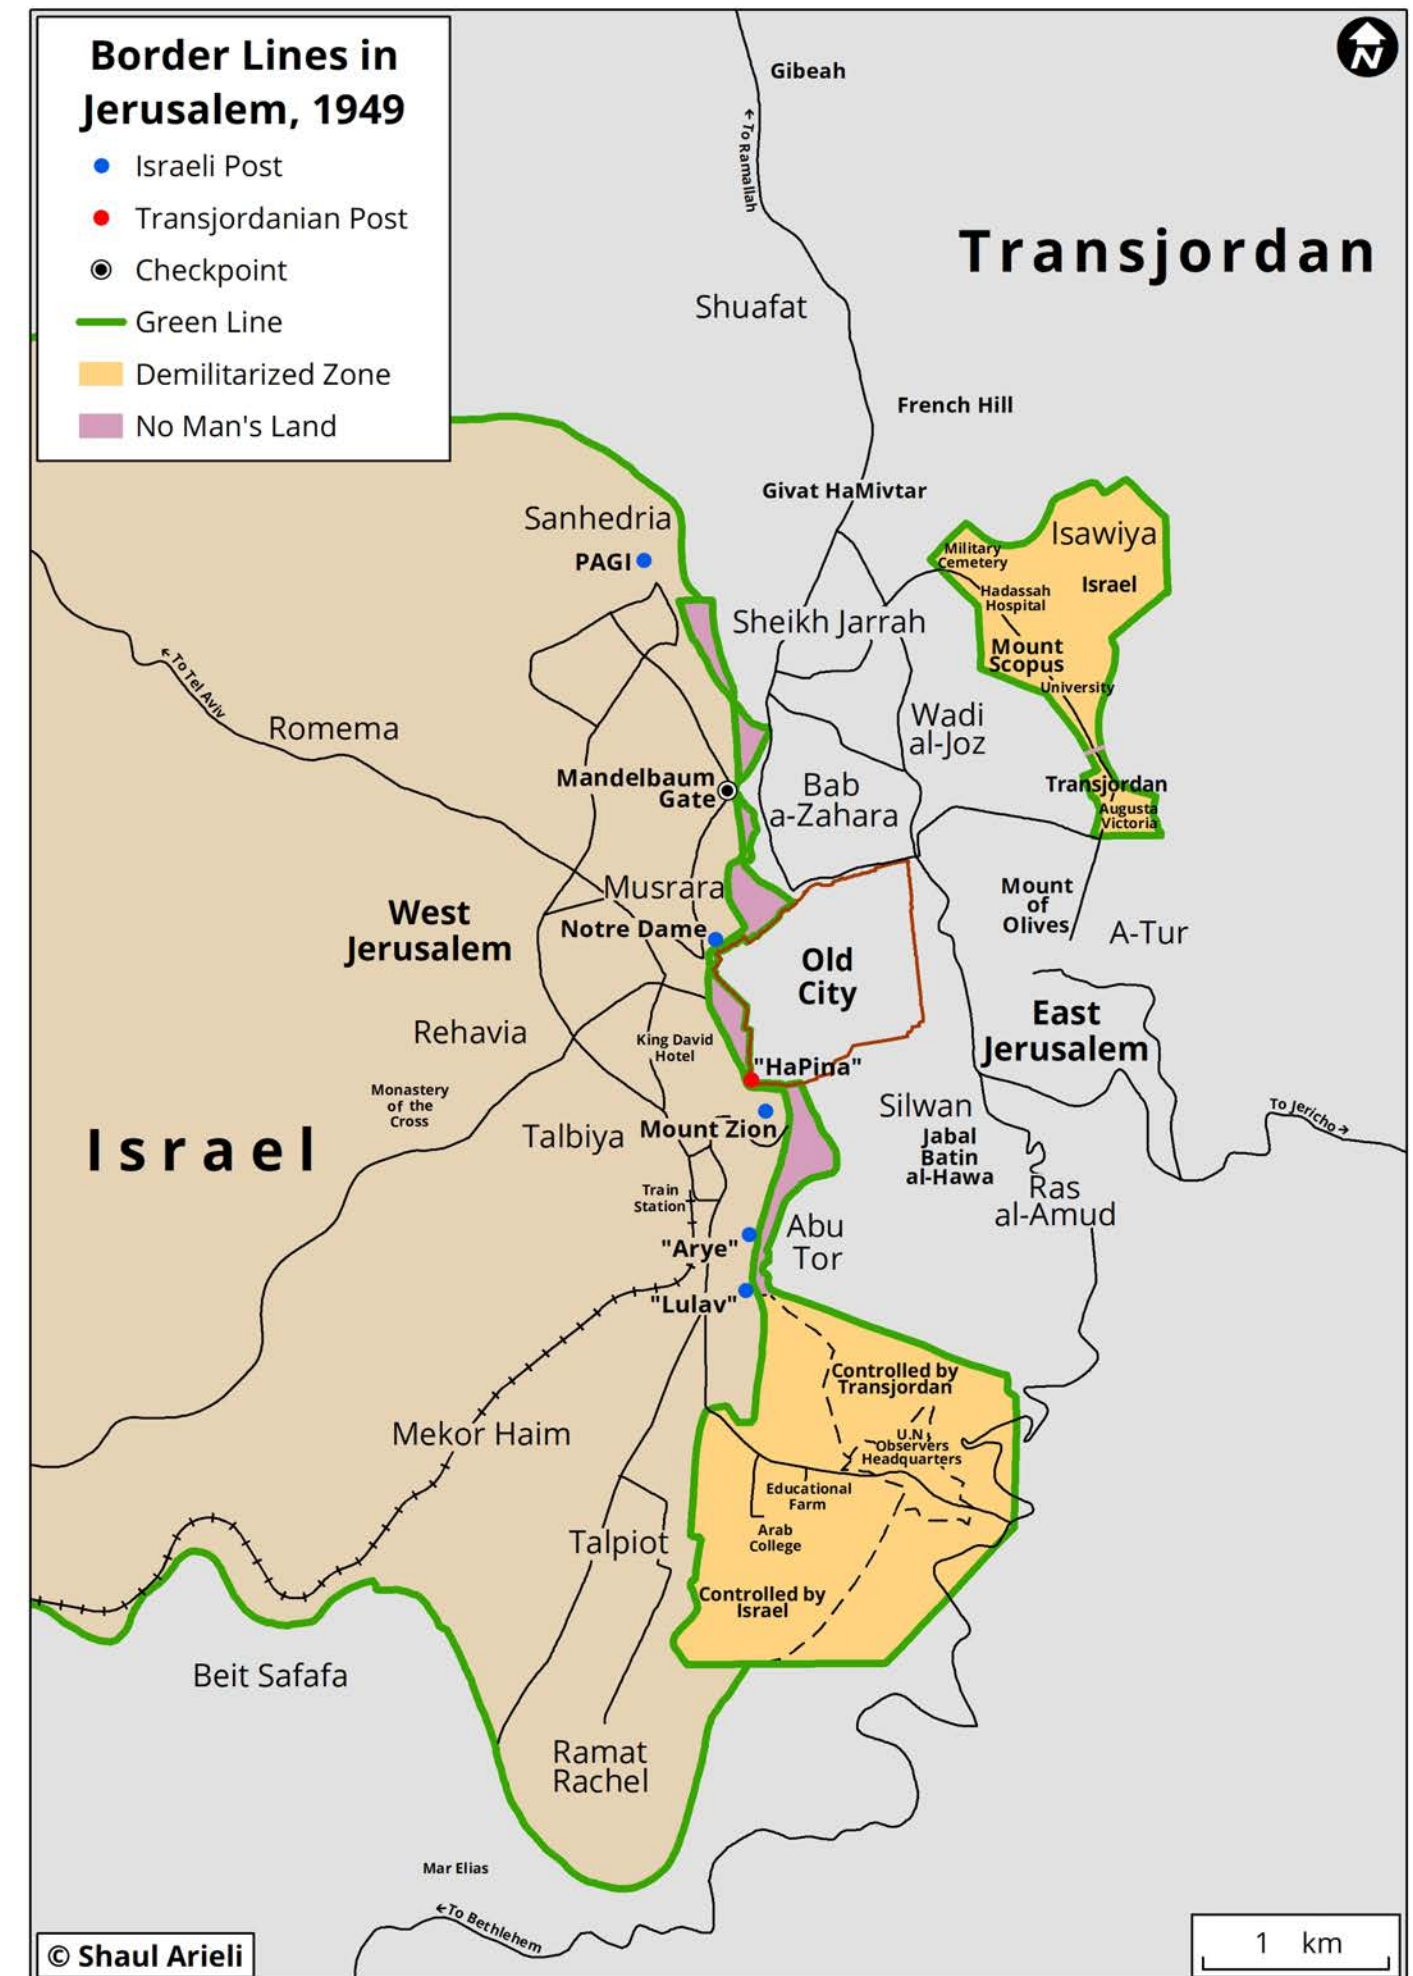 Border Lines in
Jerusalem, 1949
Israeli Post
Transjordanian Post
Checkpoint
Green Line
Demilitarized Zone
No Man's Land
N
Gibeah
← To Ramallah
Transjordan
Shuafat
French Hill
Givat HaMivtar
Sanhedria
PAGI
Isawiya
Military
Cemetery
Israel
Hadassah
Hospital
Sheikh Jarrah
Mount
Scopus
University
← To Tel Aviv
Romema
Wadi
al-Joz
Mandelbaum
Gate
Bab
a-Zahara
Transjordan
Augusta
Victoria
Musrara
West
Jerusalem
Notre Dame
Mount
of
Olives
A-Tur
Old
City
East
Jerusalem
Rehavia
King David
Hotel
"HaPina"
Monastery
of the
Cross
Israel
Talbiya
Mount Zion
Silwan
Jabal
Batin
al-Hawa
To Jericho →
Ras
al-Amud
Train
Station
Abu
Tor
"Arye"
"Lulav"
Controlled by
Transjordan
Mekor Haim
U.N.
Observers
Headquarters
Educational
Farm
Arab
College
Talpiot
Controlled by
Israel
Beit Safafa
Ramat
Rachel
Mar Elias
← To Bethlehem
© Shaul Arieli
1 km